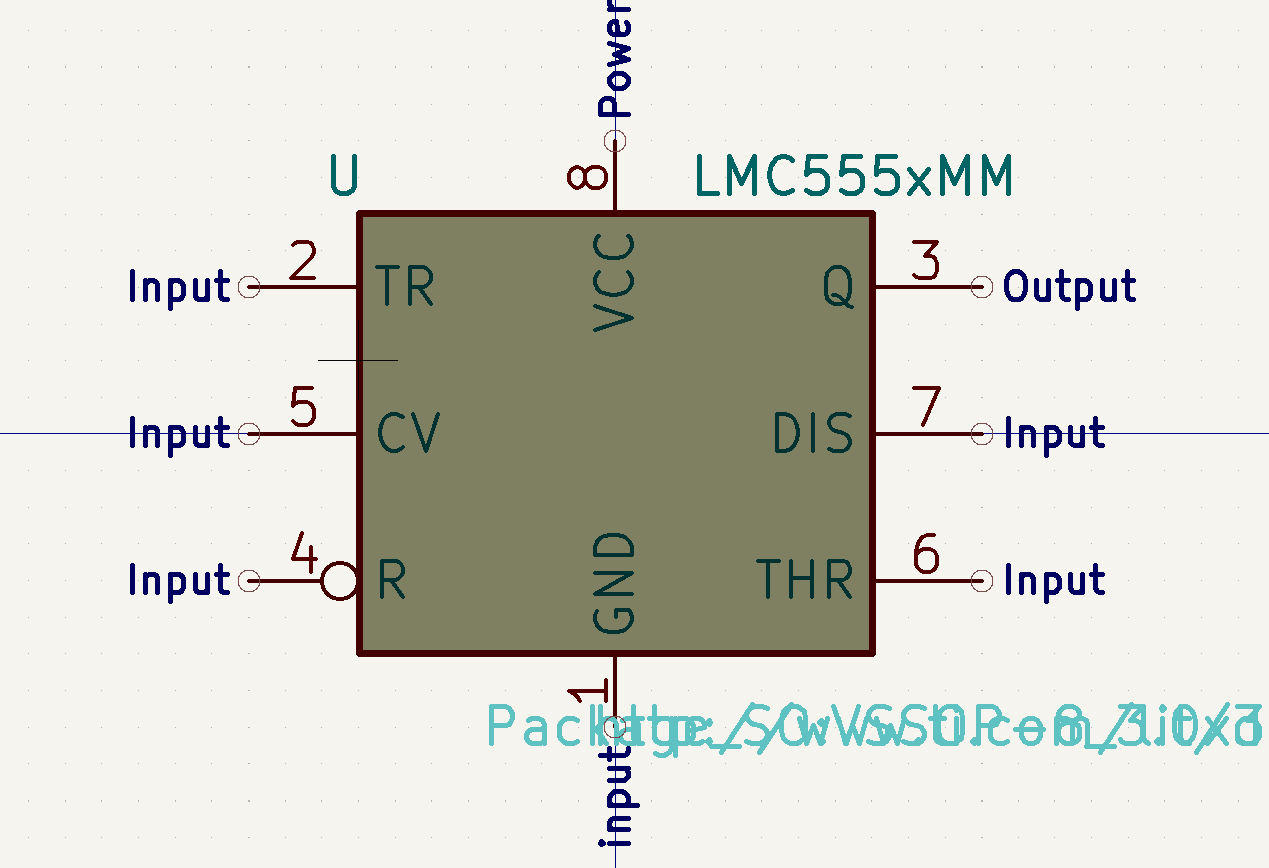 Power
8
U
LMC555xMM
VCC
2
Input
TR
3
Q
Output
5
Input
CV
7
DIS
Input
4
Input
R
6
THR
Input
GND
1
input